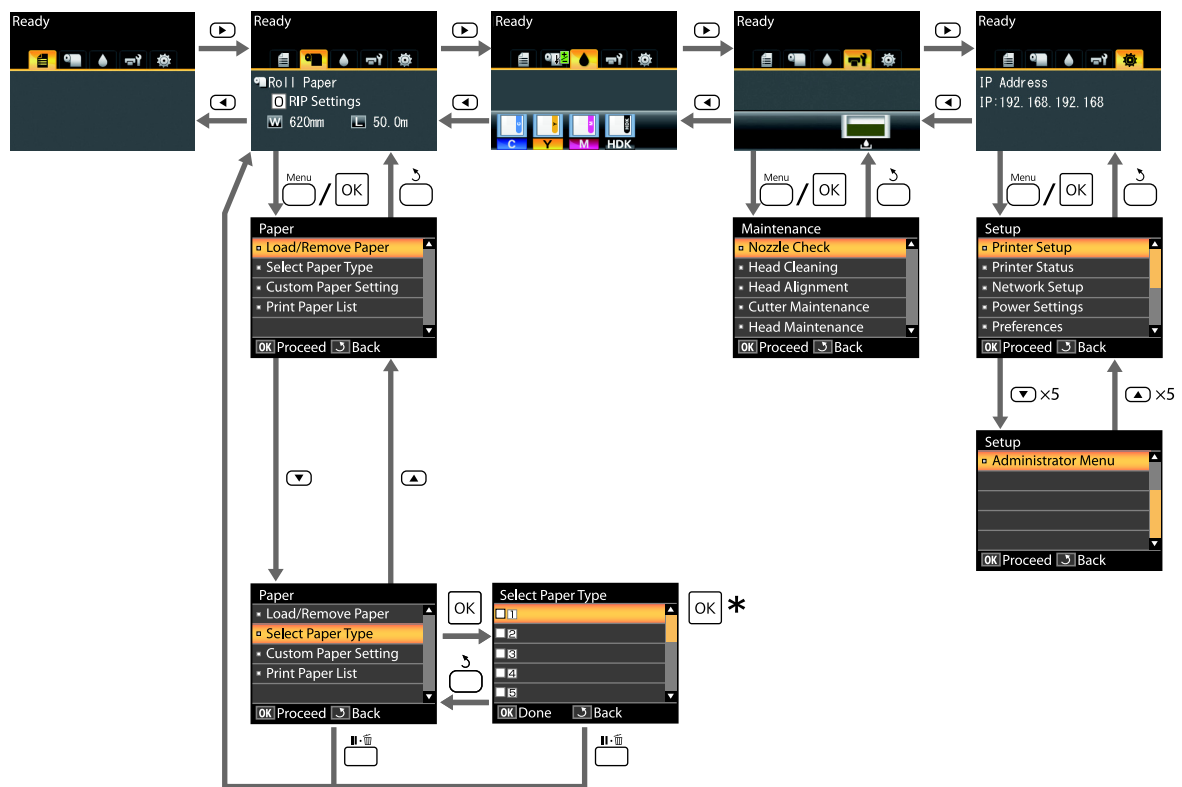 Ready
Ready
Ready
Ready
Ready
Roll Paper
0 RIP Settings
W 620mm L 50.0m
C Y M HDK
IP Address
IP:192.168.192.168
Menu / OK
Menu / OK
Menu / OK
Paper
Load/Remove Paper
Select Paper Type
Custom Paper Setting
Print Paper List
OK Proceed Back
Maintenance
Nozzle Check
Head Cleaning
Head Alignment
Cutter Maintenance
Head Maintenance
OK Proceed Back
Setup
Printer Setup
Printer Status
Network Setup
Power Settings
Preferences
OK Proceed Back
×5
×5
Setup
Administrator Menu
OK Proceed Back
Paper
Load/Remove Paper
Select Paper Type
Custom Paper Setting
Print Paper List
OK Proceed Back
OK
Select Paper Type
1
2
3
4
5
OK Done Back
OK *